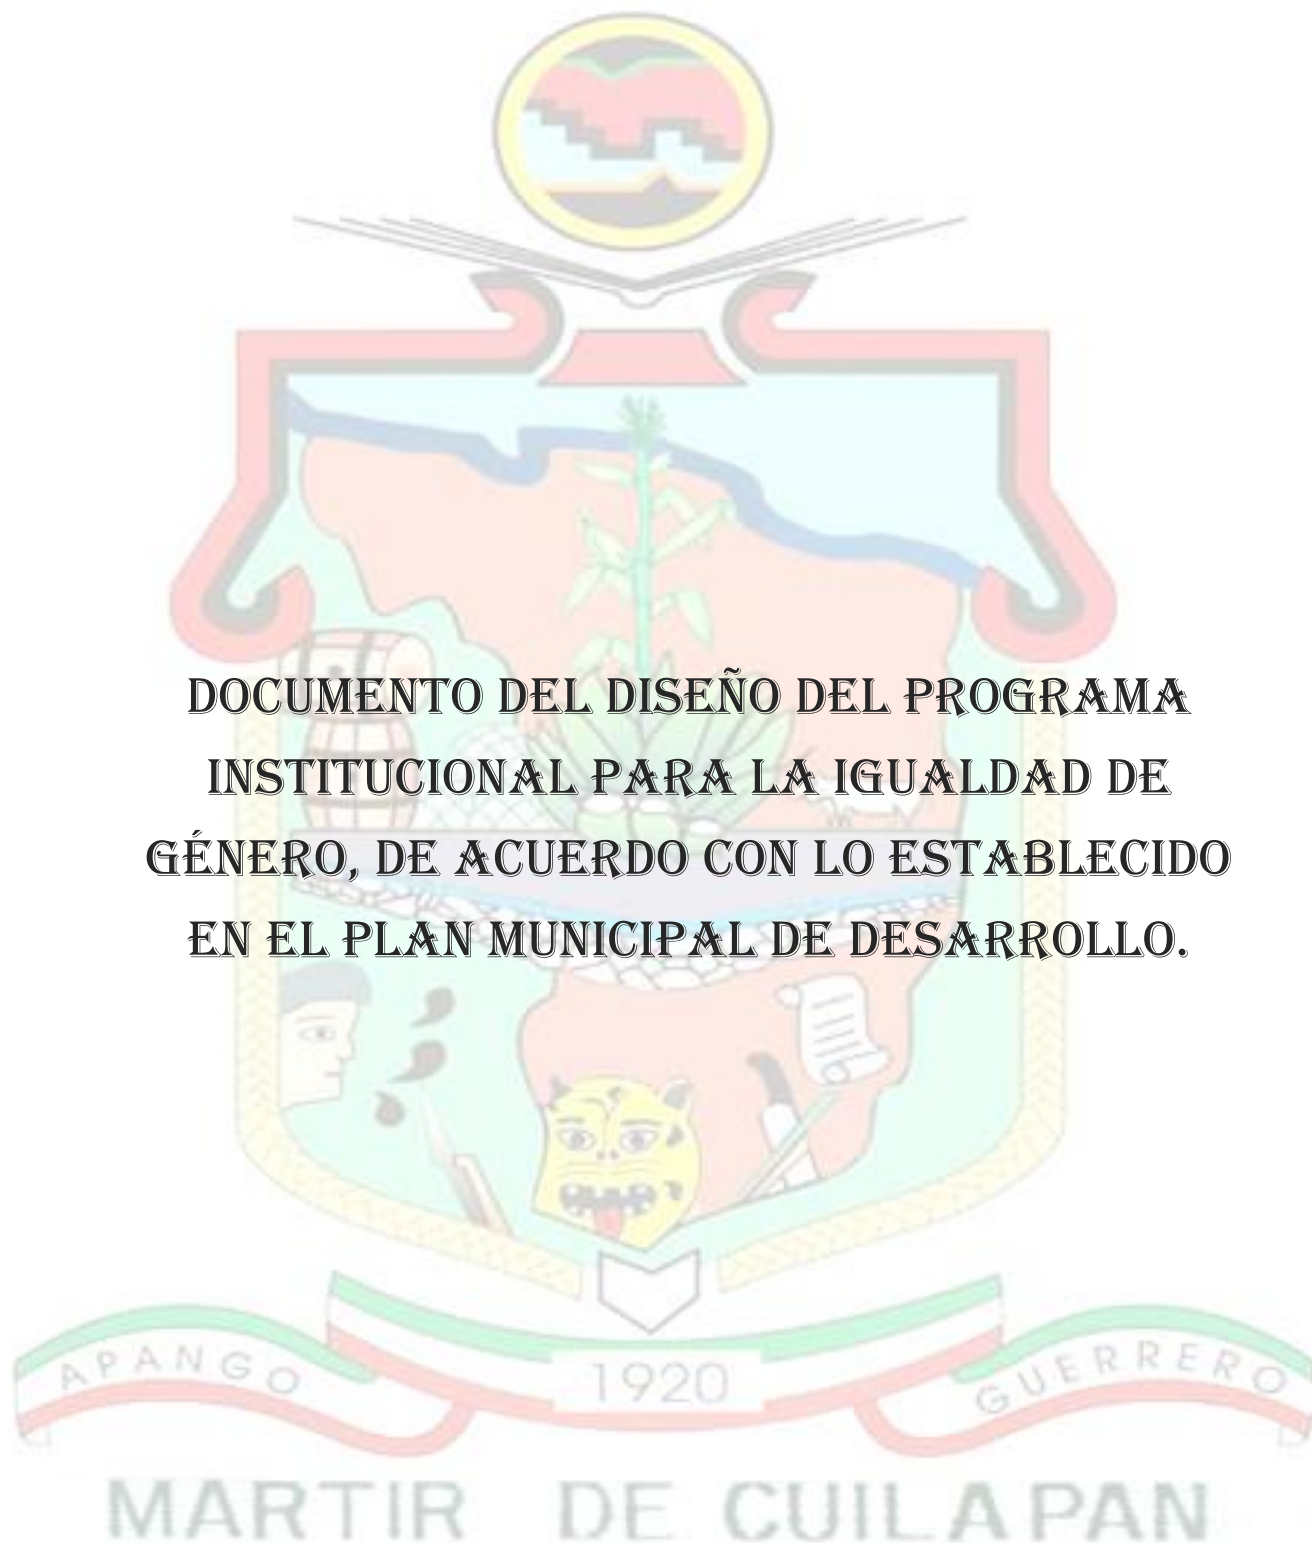 DOCUMENTO DEL DISEÑO DEL PROGRAMA
INSTITUCIONAL PARA LA IGUALDAD DE
GÉNERO, DE ACUERDO CON LO ESTABLECIDO
EN EL PLAN MUNICIPAL DE DESARROLLO.
APANGO
1920
GUERRERO
MARTIR DE CUILAPAN